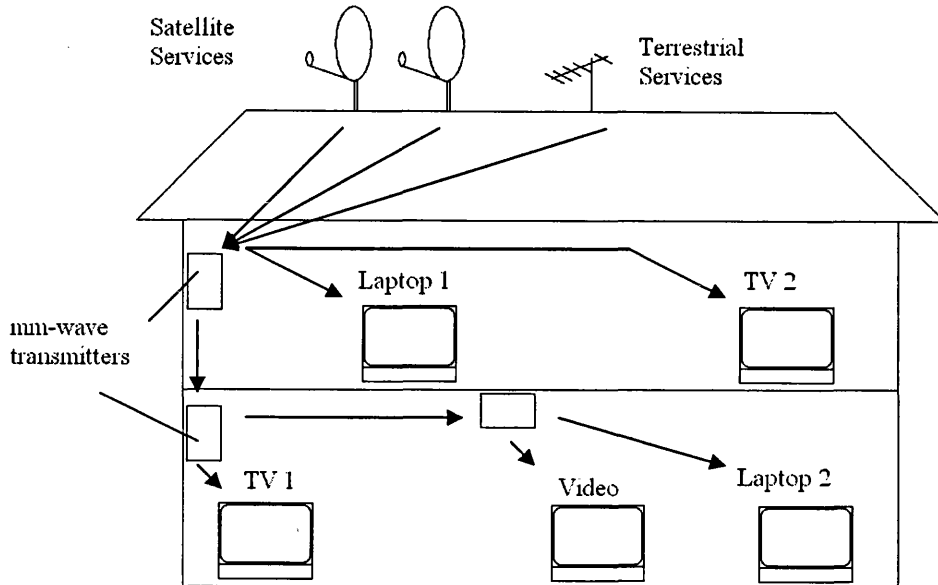 Satellite
Services
Terrestrial
Services
Laptop 1
TV 2
mm-wave
transmitters
TV 1
Video
Laptop 2